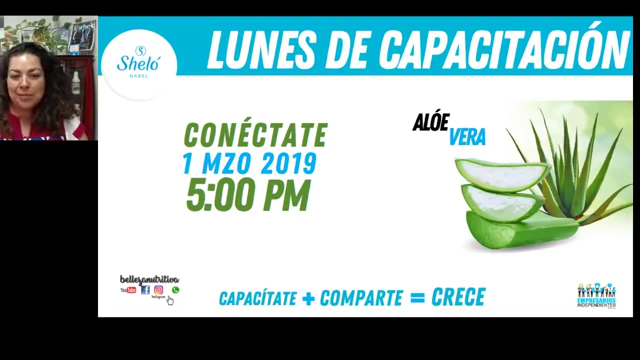 LUNES DE CAPACITACIÓN
Sheló
NABEL
CONÉCTATE
1 MZO 2019
5:00 PM
ALÓE
VERA
bellezanutritiva
YouTube
CAPACÍTATE + COMPARTE = CRECE
EMPRESARIOS
INDEPENDIENTES